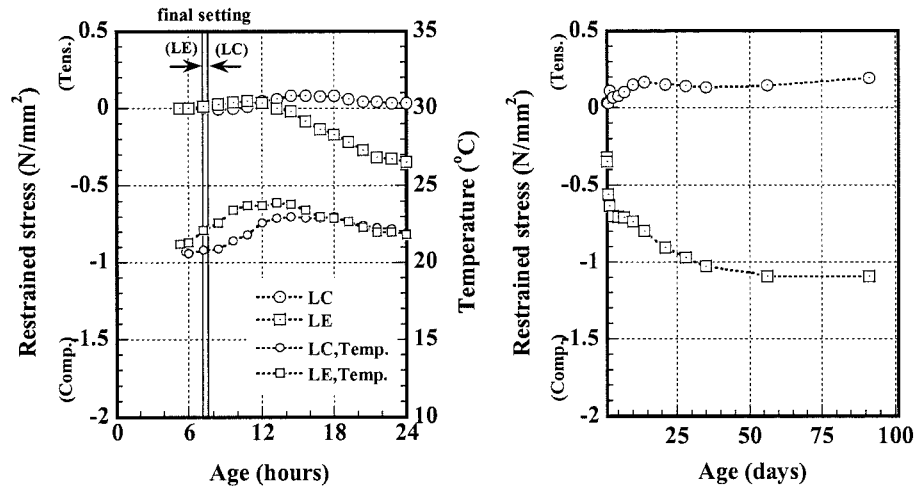 final setting
(LE) (LC)
Restrained stress (N/mm²)
(Tens.)
(Comp.)
0.5
0
-0.5
-1
-1.5
-2
35
30
25
20
15
10
Temperature (°C)
LC
LE
LC,Temp.
LE,Temp.
0 6 12 18 24
Age (hours)
Restrained stress (N/mm²)
(Tens.)
(Comp.)
0.5
0
-0.5
-1
-1.5
-2
25 50 75 100
Age (days)